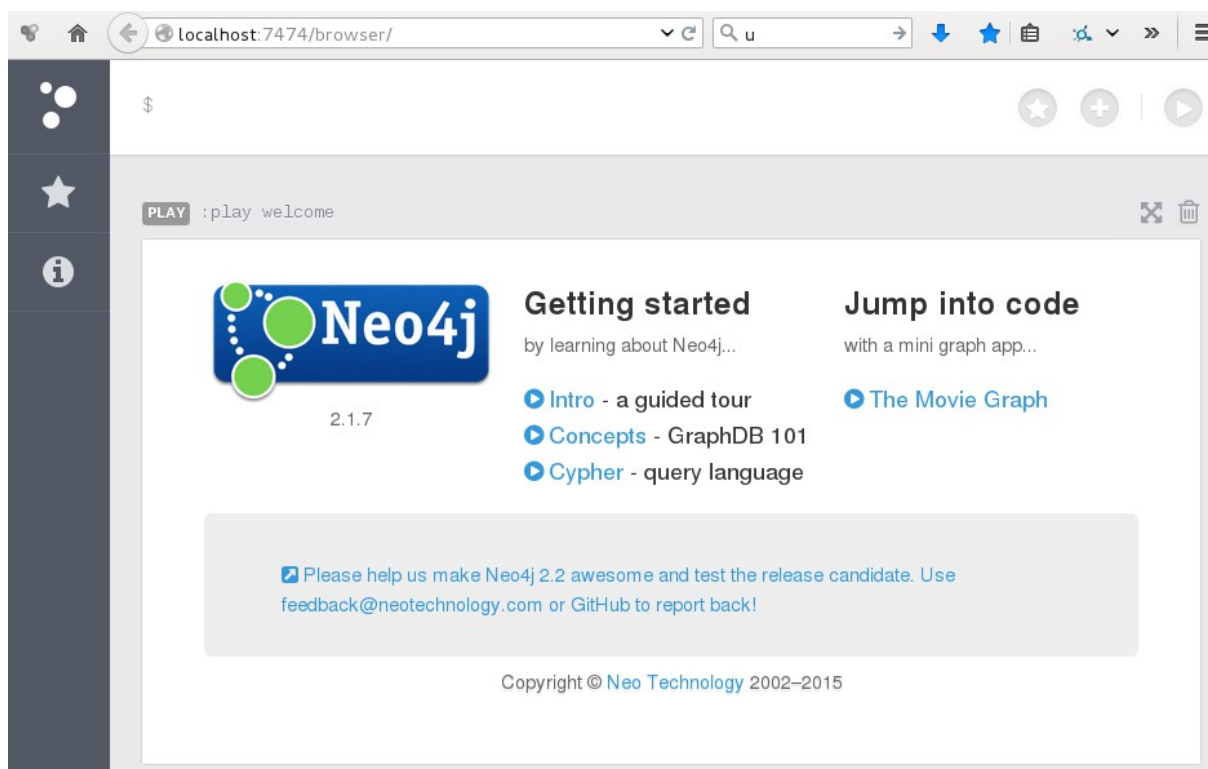 localhost:7474/browser/
u
$
PLAY :play welcome
Neo4j
2.1.7
Getting started
by learning about Neo4j...
Intro - a guided tour
Concepts - GraphDB 101
Cypher - query language
Jump into code
with a mini graph app...
The Movie Graph
Please help us make Neo4j 2.2 awesome and test the release candidate. Use
feedback@neotechnology.com or GitHub to report back!
Copyright © Neo Technology 2002–2015